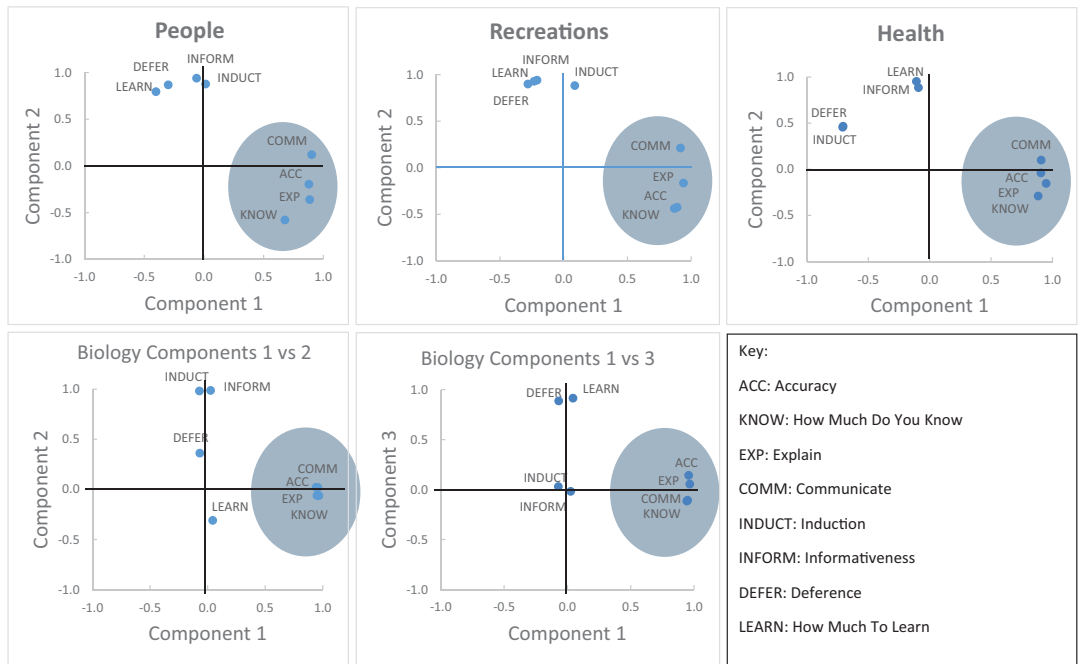 People
INFORM
DEFER
INDUCT
LEARN
1.0
0.5
0.0
-0.5
-1.0
COMM
ACC
EXP
KNOW
-1.0 -0.5 0.0 0.5 1.0
Component 2
Component 1
Recreations
INFORM
LEARN
INDUCT
DEFER
1.0
0.5
0.0
-0.5
-1.0
COMM
EXP
ACC
KNOW
-1.0 -0.5 0.0 0.5 1.0
Component 2
Component 1
Health
LEARN
INFORM
DEFER
INDUCT
1.0
0.5
0.0
-0.5
-1.0
COMM
ACC
EXP
KNOW
-1.0 -0.5 0.0 0.5 1.0
Component 2
Component 1
Biology Components 1 vs 2
INDUCT
INFORM
DEFER
1.0
0.5
0.0
-0.5
-1.0
COMM
ACC
EXP
LEARN
KNOW
-1.0 -0.5 0.0 0.5 1.0
Component 2
Component 1
Biology Components 1 vs 3
DEFER
LEARN
1.0
0.5
0.0
-0.5
-1.0
ACC
INDUCT
EXP
COMM
INFORM
KNOW
-1.0 -0.5 0.0 0.5 1.0
Component 3
Component 1
Key:
ACC: Accuracy
KNOW: How Much Do You Know
EXP: Explain
COMM: Communicate
INDUCT: Induction
INFORM: Informativeness
DEFER: Deference
LEARN: How Much To Learn